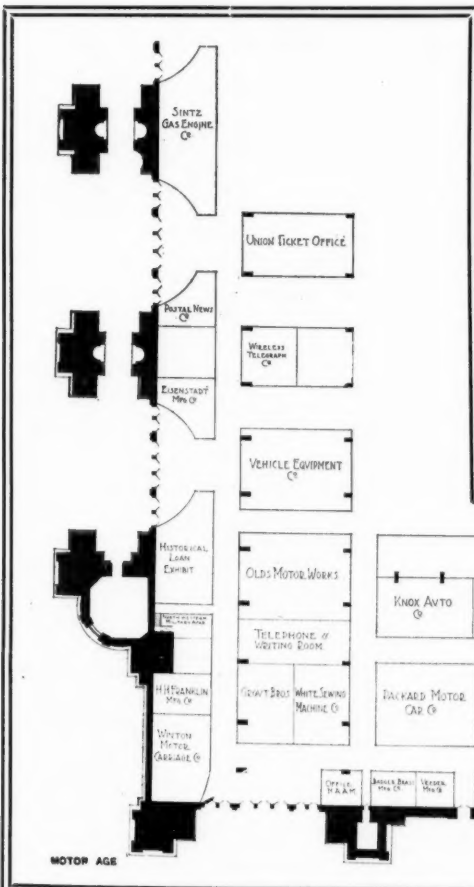 SINTZ
GAS ENGINE
Co
UNION TICKET OFFICE
POSTAL NEWS
Co
WIRELESS
TELEGRAPH
Co
EISENSTADT
MFG Co
VEHICLE EQUIPMENT
Co
HISTORICAL
LOAN
EXHIBIT
OLDS MOTOR WORKS
KNOX AUTO
Co
TELEPHONE &
WRITING ROOM
H.H. FRANKLIN
MFG Co
GROUT BROS
WHITE SEWING
MACHINE Co
PACKARD MOTOR
CAR Co
WINTON
MOTOR
CARRIAGE Co
OFFICE
N.A.A.M.
BADGER BRASS
MFG Co
VEEDER
MFG Co
MOTOR AGE